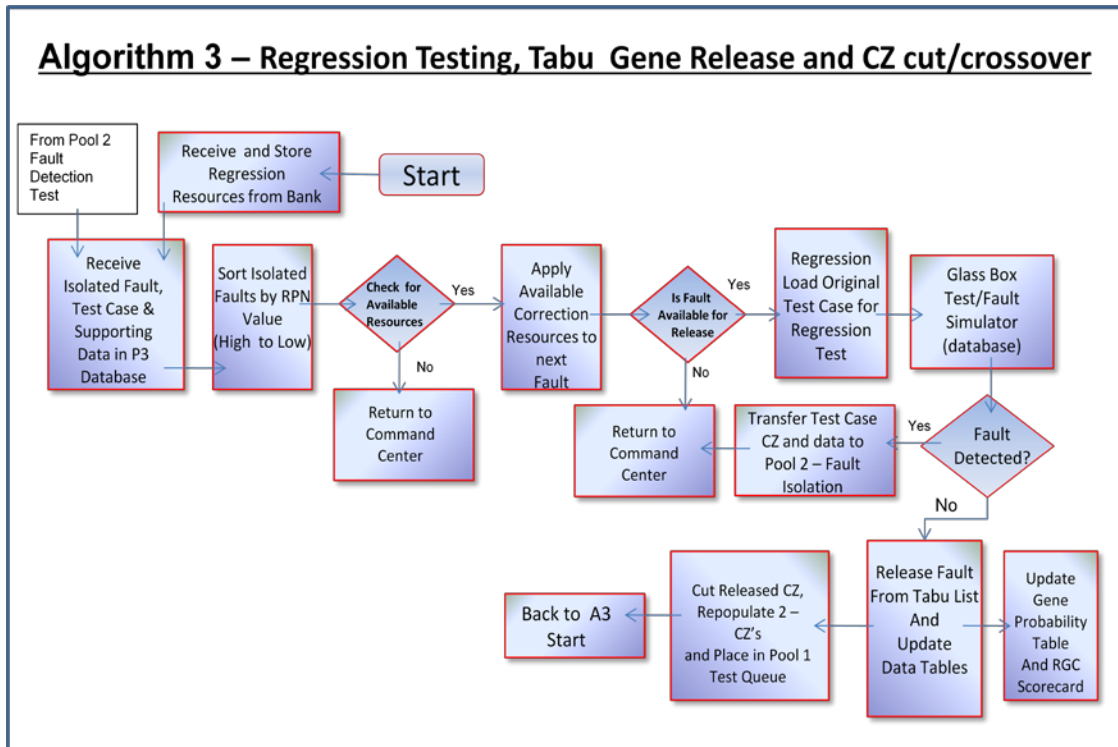 Algorithm 3 – Regression Testing, Tabu Gene Release and CZ cut/crossover
From Pool 2
Fault
Detection
Test
Receive and Store
Regression
Resources from Bank
Start
Receive
Isolated Fault,
Test Case &
Supporting
Data in P3
Database
Sort Isolated
Faults by RPN
Value
(High to Low)
Check for
Available
Resources
Yes
No
Return to
Command
Center
Apply
Available
Correction
Resources to
next
Fault
Is Fault
Available for
Release
Yes
No
Return to
Command
Center
Regression
Load Original
Test Case for
Regression
Test
Glass Box
Test/Fault
Simulator
(database)
Fault
Detected?
Yes
Transfer Test Case
CZ and data to
Pool 2 – Fault
Isolation
No
Release Fault
From Tabu List
And
Update
Data Tables
Update
Gene
Probability
Table
And RGC
Scorecard
Cut Released CZ,
Repopulate 2 –
CZ's
and Place in Pool 1
Test Queue
Back to A3
Start